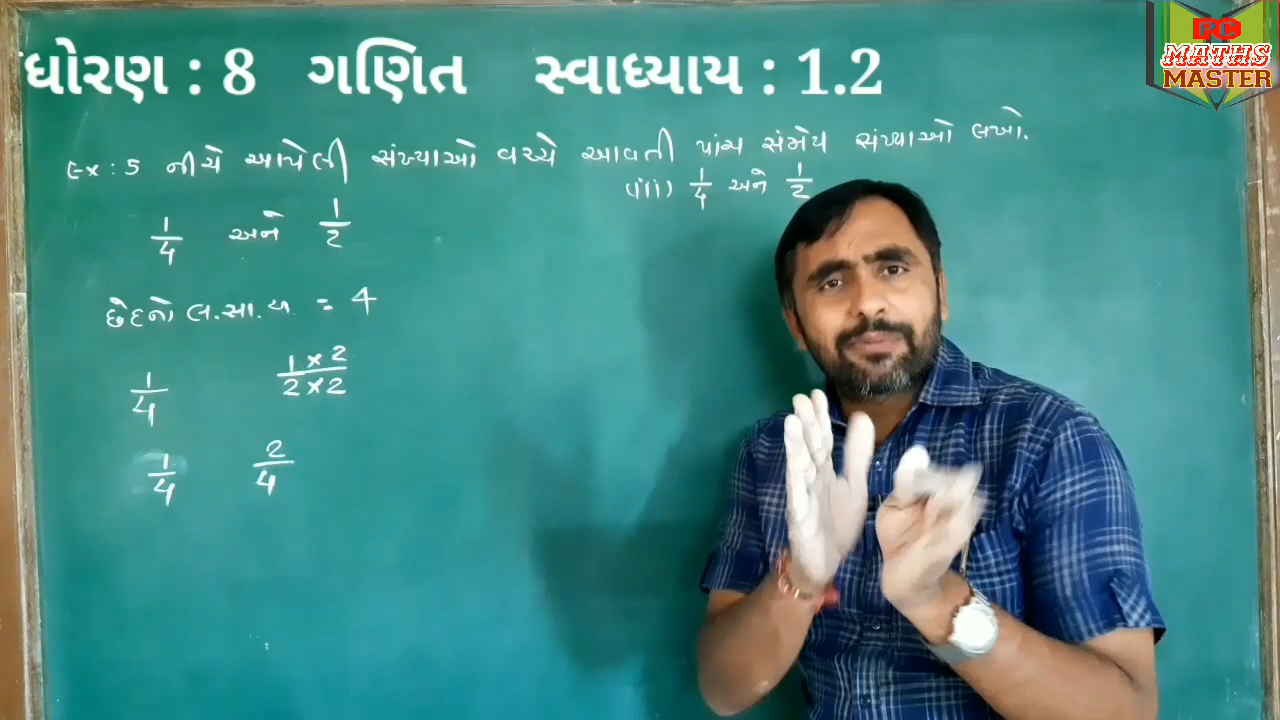 ધોરણ : 8 ગણિત સ્વાધ્યાય : 1.2
PC
MATHS
MASTER
Ex : 5 નીચે આપેલી સંખ્યાઓ વચ્ચે આવતી પાંચ સંમેય સંખ્યાઓ લખો.
(iii) 1/4 અને 1/2
1/4 અને 1/2
છેદનો લ.સા.અ. = 4
1/4 1×2/2×2
1/4 2/4